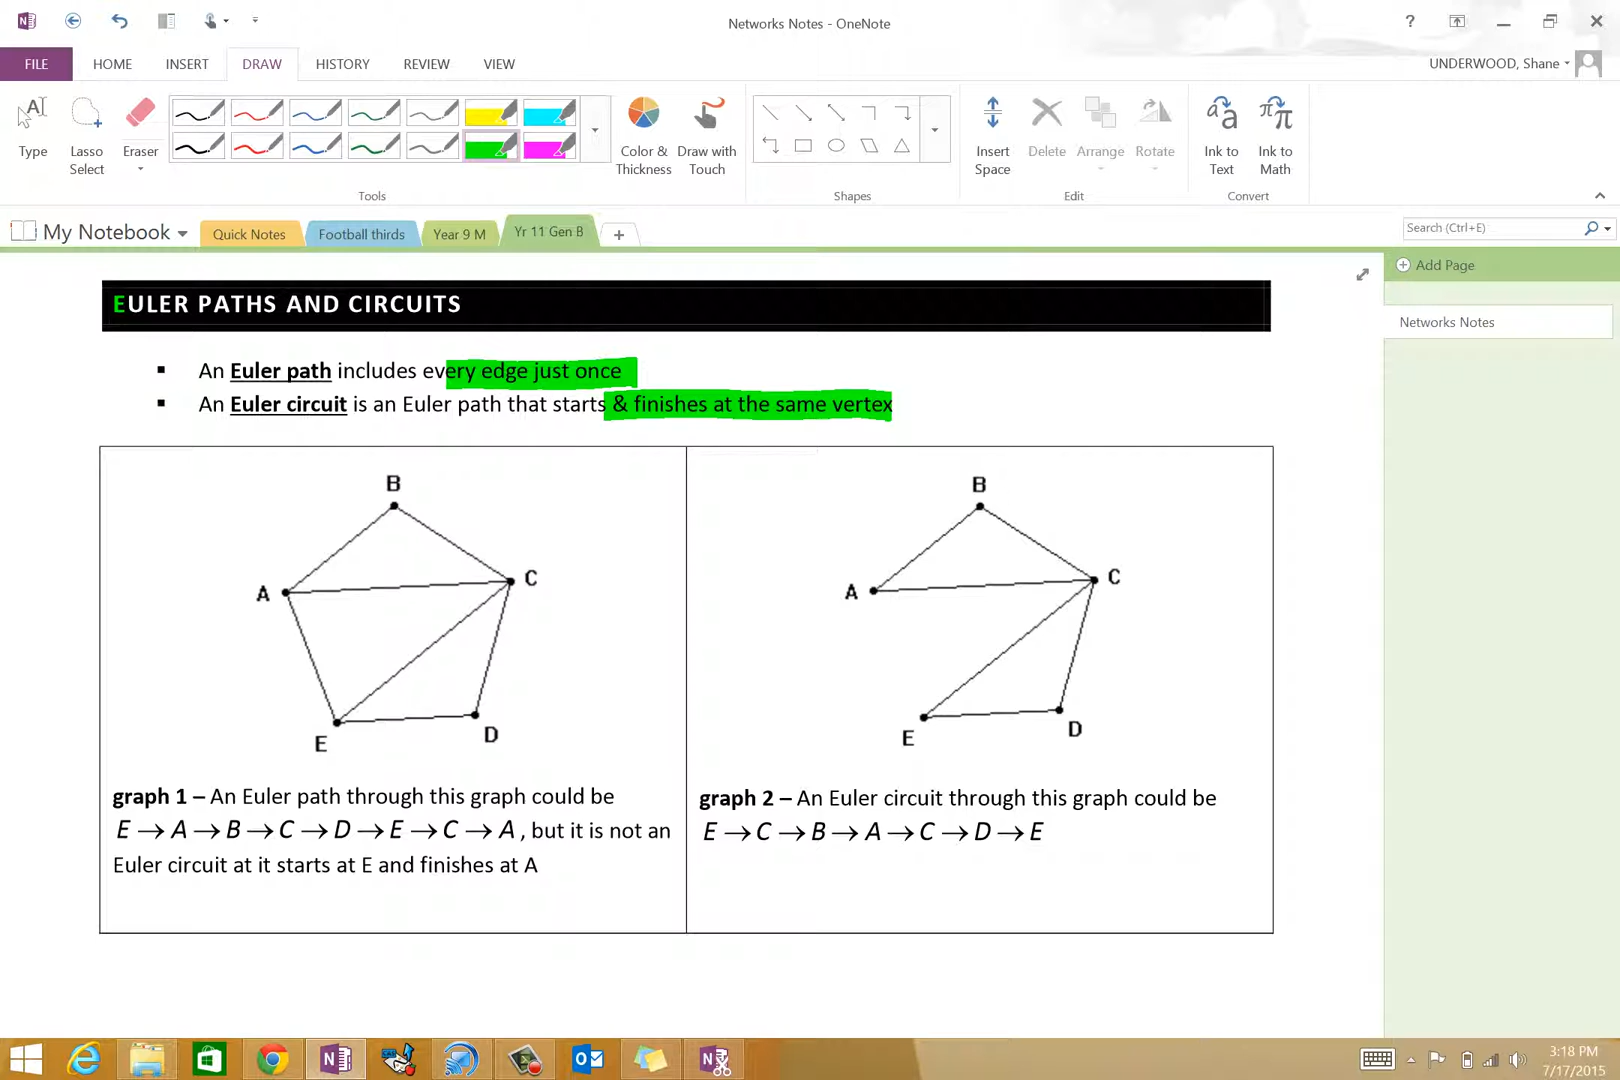 Networks Notes - OneNote
?
FILE HOME INSERT DRAW HISTORY REVIEW VIEW
UNDERWOOD, Shane
Type
Lasso Select
Eraser
Color & Thickness
Draw with Touch
Insert Space
Delete
Arrange
Rotate
Ink to Text
Ink to Math
Tools
Shapes
Edit
Convert
My Notebook
Quick Notes
Football thirds
Year 9 M
Yr 11 Gen B
Search (Ctrl+E)
Add Page
Networks Notes
EULER PATHS AND CIRCUITS
▪ An Euler path includes every edge just once
▪ An Euler circuit is an Euler path that starts & finishes at the same vertex
B
A
C
E
D
graph 1 – An Euler path through this graph could be
E → A → B → C → D → E → C → A , but it is not an
Euler circuit at it starts at E and finishes at A
B
A
C
E
D
graph 2 – An Euler circuit through this graph could be
E → C → B → A → C → D → E
3:18 PM
7/17/2015